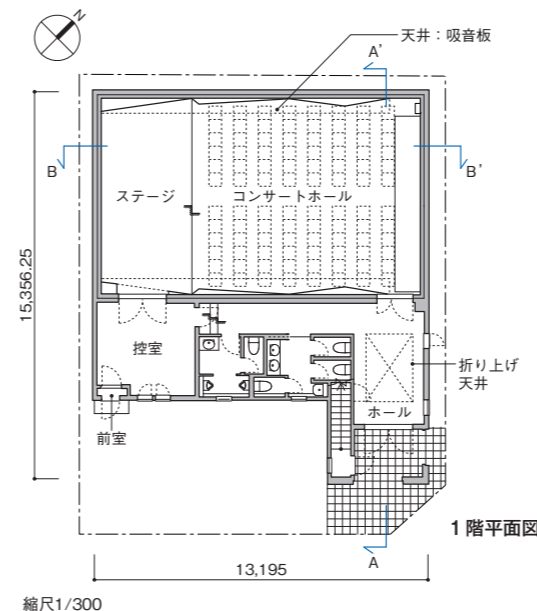 N
天井：吸音板
A'
B
B'
ステージ
コンサートホール
15,356.25
控室
折り上げ
天井
ホール
前室
1階平面図
A
13,195
縮尺1/300